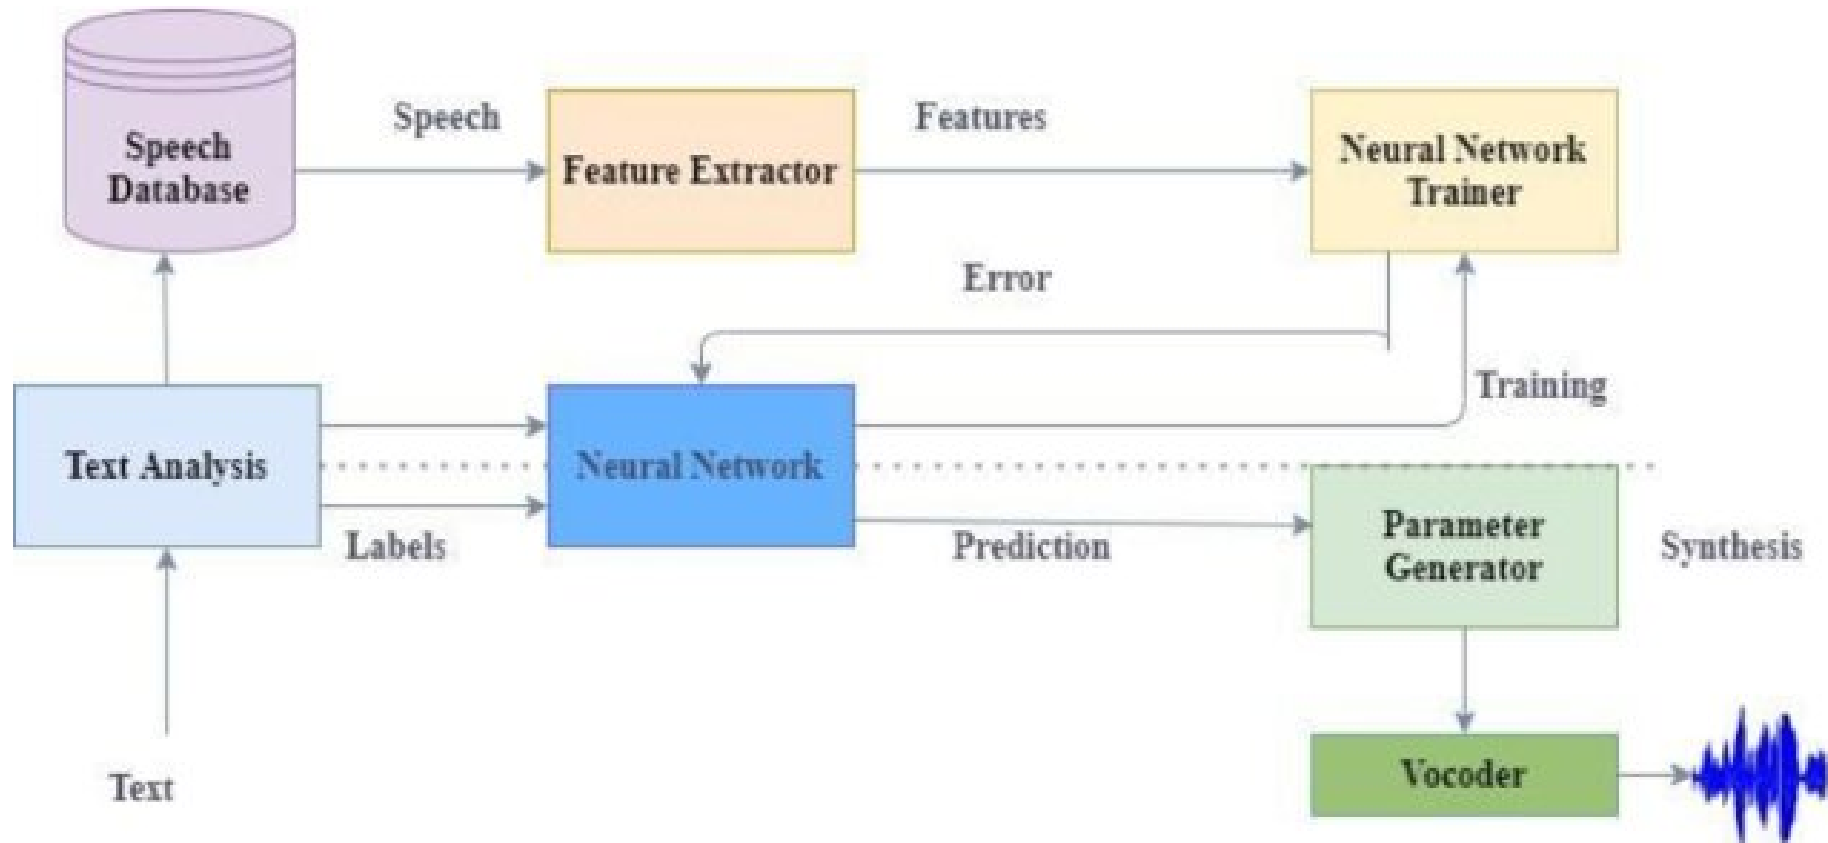 Speech
Database
Speech
Feature Extractor
Features
Neural Network
Trainer
Error
Training
Text Analysis
Neural Network
Labels
Prediction
Parameter
Generator
Synthesis
Text
Vocoder